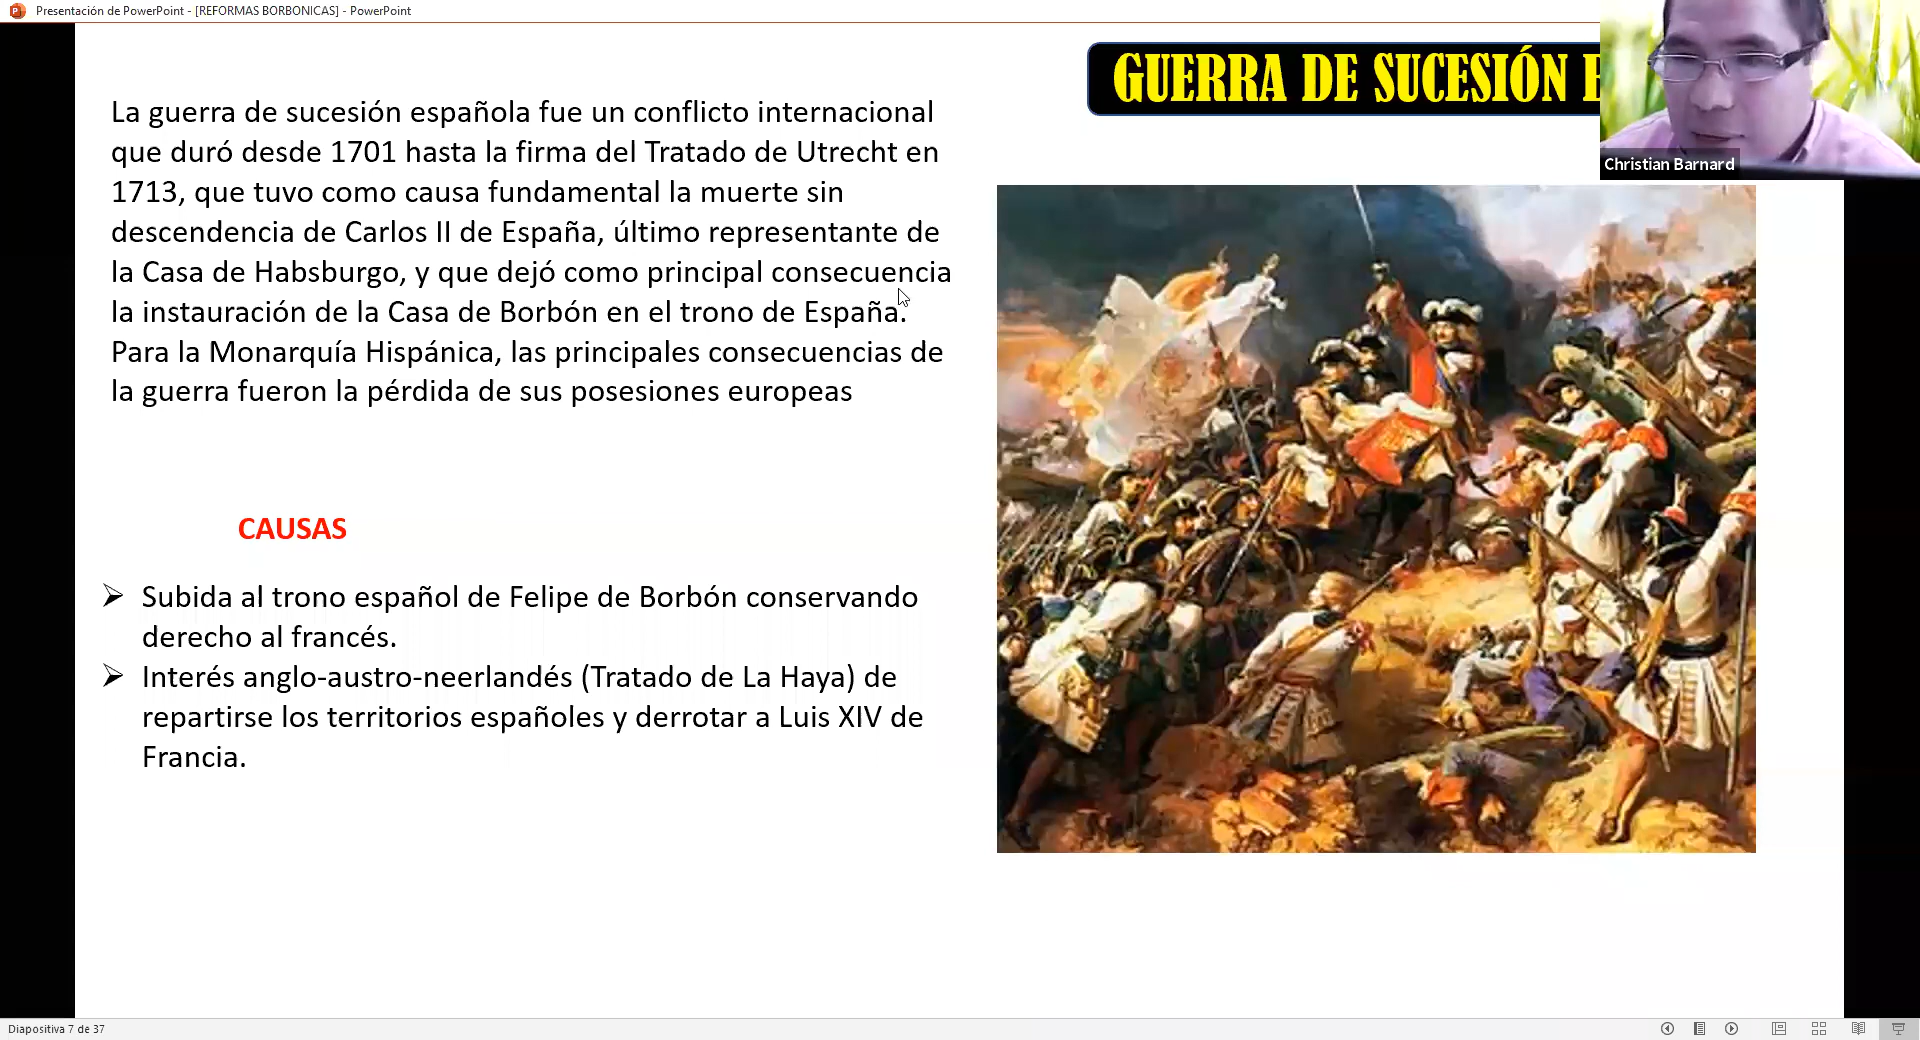 Presentación de PowerPoint - [REFORMAS BORBONICAS] - PowerPoint
GUERRA DE SUCESIÓN
Christian Barnard
La guerra de sucesión española fue un conflicto internacional
que duró desde 1701 hasta la firma del Tratado de Utrecht en
1713, que tuvo como causa fundamental la muerte sin
descendencia de Carlos II de España, último representante de
la Casa de Habsburgo, y que dejó como principal consecuencia
la instauración de la Casa de Borbón en el trono de España.
Para la Monarquía Hispánica, las principales consecuencias de
la guerra fueron la pérdida de sus posesiones europeas
CAUSAS
Subida al trono español de Felipe de Borbón conservando
derecho al francés.
Interés anglo-austro-neerlandés (Tratado de La Haya) de
repartirse los territorios españoles y derrotar a Luis XIV de
Francia.
Diapositiva 7 de 37